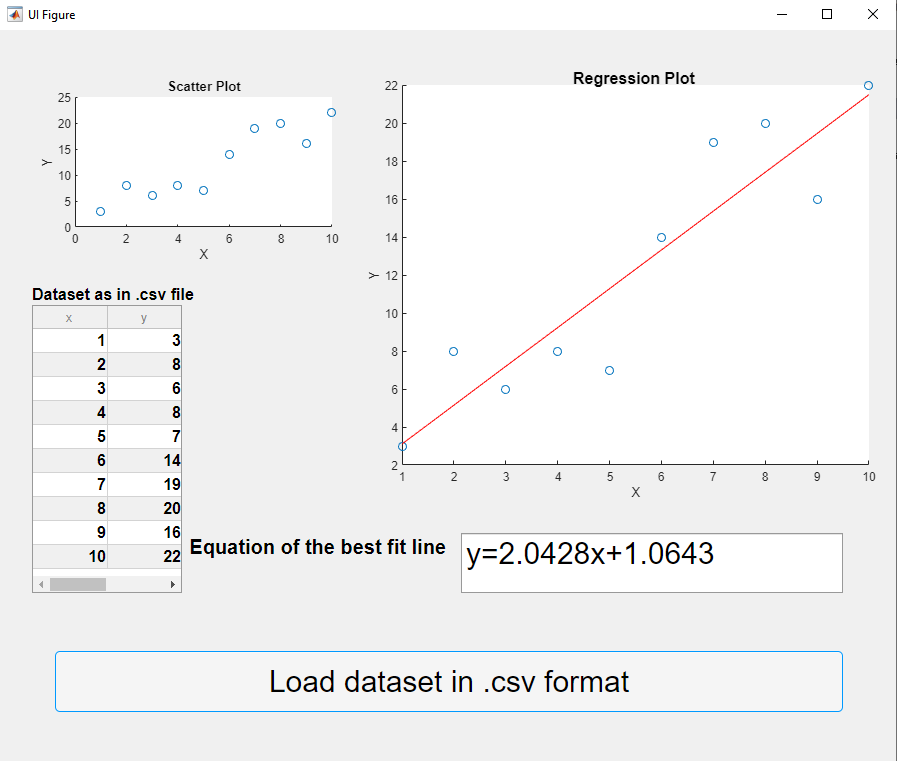 UI Figure
Scatter Plot
25
20
15
10
5
0
Y
0 2 4 6 8 10
X
Regression Plot
22
20
18
16
14
12
10
8
6
4
2
Y
1 2 3 4 5 6 7 8 9 10
X
Dataset as in .csv file
x y
1 3
2 8
3 6
4 8
5 7
6 14
7 19
8 20
9 16
10 22
Equation of the best fit line
y=2.0428x+1.0643
Load dataset in .csv format